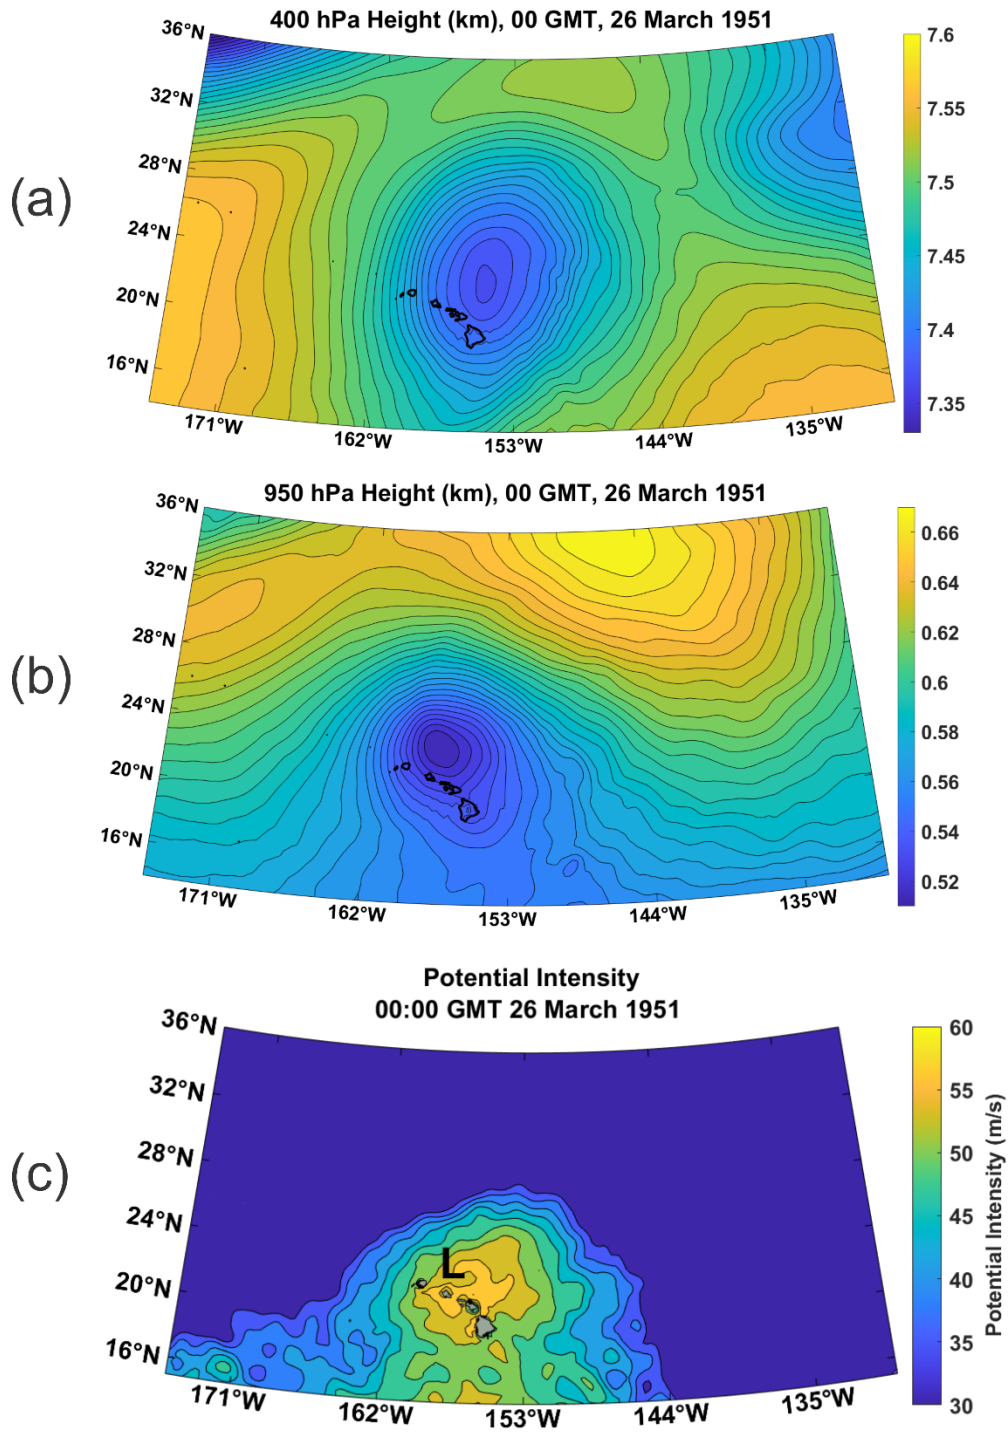 400 hPa Height (km), 00 GMT, 26 March 1951
(a)
36°N
32°N
28°N
24°N
20°N
16°N
171°W
162°W
153°W
144°W
135°W
7.6
7.55
7.5
7.45
7.4
7.35
950 hPa Height (km), 00 GMT, 26 March 1951
(b)
36°N
32°N
28°N
24°N
20°N
16°N
171°W
162°W
153°W
144°W
135°W
0.66
0.64
0.62
0.6
0.58
0.56
0.54
0.52
Potential Intensity
00:00 GMT 26 March 1951
(c)
36°N
32°N
28°N
24°N
20°N
16°N
L
171°W
162°W
153°W
144°W
135°W
60
55
50
45
40
35
30
Potential Intensity (m/s)